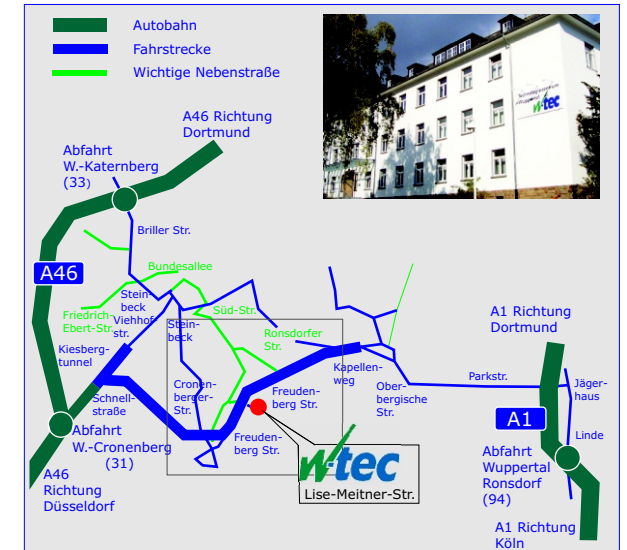 Autobahn
Fahrstrecke
Wichtige Nebenstraße
w-tec
A46 Richtung
Dortmund
Abfahrt
W.-Katernberg
(33)
Briller Str.
Bundesallee
A46
Stein-
beck
Viehhof-
str.
Friedrich-
Ebert-Str.
Süd-Str.
Stein-
beck
Ronsdorfer
Str.
A1 Richtung
Dortmund
Kiesberg-
tunnel
Kapellen-
weg
Parkstr.
Jäger-
haus
Ober-
bergische
Str.
Cronen-
berger-
Str.
Freuden-
berg Str.
Schnell-
straße
A1
Linde
Abfahrt
W.-Cronenberg
(31)
Freuden-
berg Str.
Abfahrt
Wuppertal
Ronsdorf
(94)
w-tec
Lise-Meitner-Str.
A46
Richtung
Düsseldorf
A1 Richtung
Köln